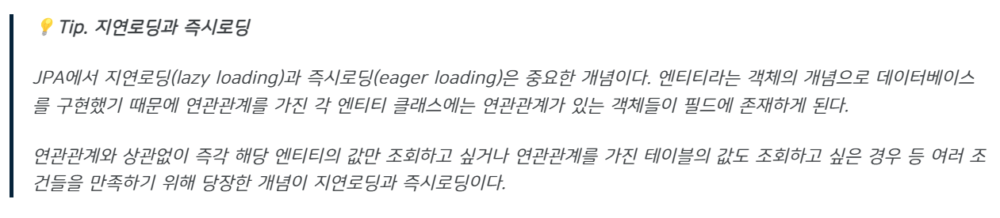 💡 Tip. 지연로딩과 즉시로딩
JPA에서 지연로딩(lazy loading)과 즉시로딩(eager loading)은 중요한 개념이다. 엔티티라는 객체의 개념으로 데이터베이스
를 구현했기 때문에 연관관계를 가진 각 엔티티 클래스에는 연관관계가 있는 객체들이 필드에 존재하게 된다.
연관관계와 상관없이 즉각 해당 엔티티의 값만 조회하고 싶거나 연관관계를 가진 테이블의 값도 조회하고 싶은 경우 등 여러 조
건들을 만족하기 위해 당장한 개념이 지연로딩과 즉시로딩이다.